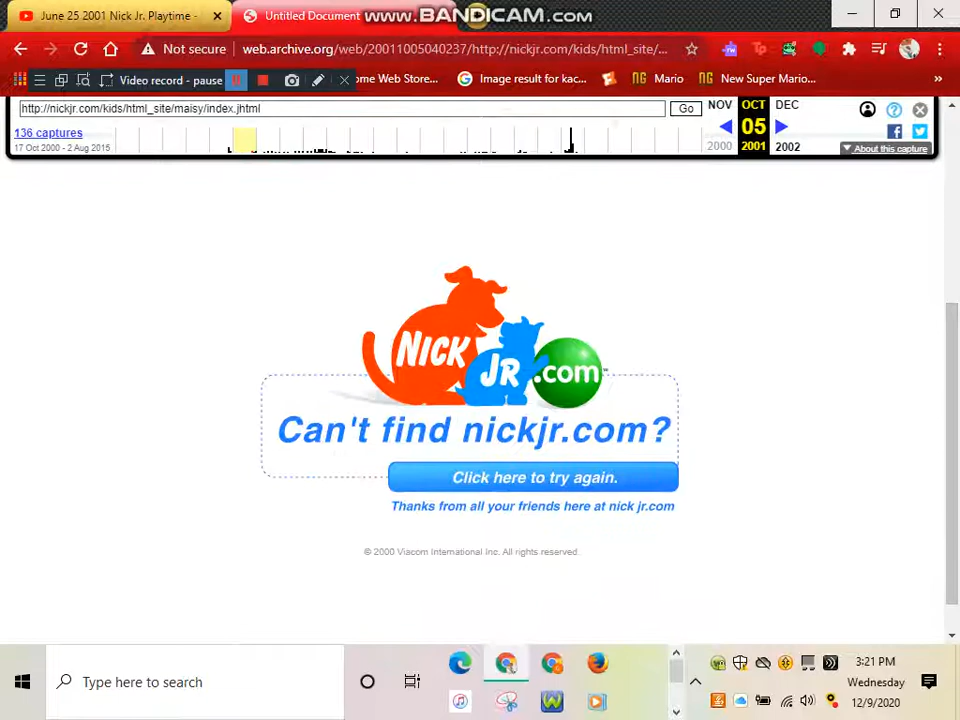 June 25 2001 Nick Jr. Playtime -
Untitled Document
WWW.BANDICAM.COM
Not secure
web.archive.org/web/20011005040237/http://nickjr.com/kids/html_site/...
Video record - pause
ome Web Store...
Image result for kac...
Mario
New Super Mario...
»
http://nickjr.com/kids/html_site/maisy/index.jhtml
Go
NOV
OCT
DEC
136 captures
05
17 Oct 2000 - 2 Aug 2015
2000
2001
2002
About this capture
NICK
JR
.com
TM
Can't find nickjr.com?
Click here to try again.
Thanks from all your friends here at nick jr.com
© 2000 Viacom International Inc. All rights reserved.
Type here to search
3:21 PM
Wednesday
12/9/2020